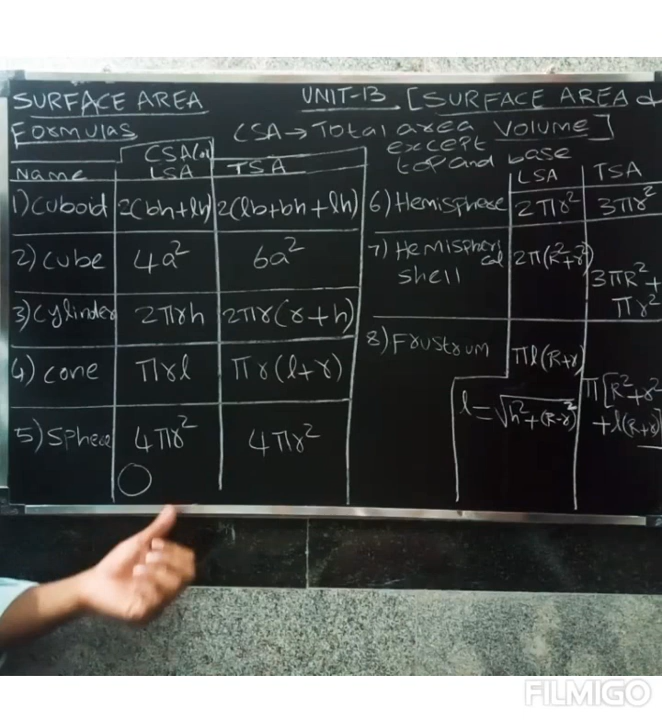 SURFACE AREA
UNIT-13 [SURFACE AREA &
Formulas
CSA→Total area VOLUME]
except
top and base
Name CSA(or) LSA TSA
1) Cuboid 2(bh+lh) 2(lb+bh+lh)
2) Cube 4a² 6a²
3) Cylinder 2πrh 2πr(r+h)
4) cone πrl πr(l+r)
5) Sphere 4πr² 4πr²
LSA TSA
6) Hemisphere 2πr² 3πr²
7) Hemispherical shell 2π(R²+r²) 3πR²+πr²
8) Frustrum πl(R+r) π[R²+r²+l(R+r)]
l=√h²+(R-r)²
FILMIGO